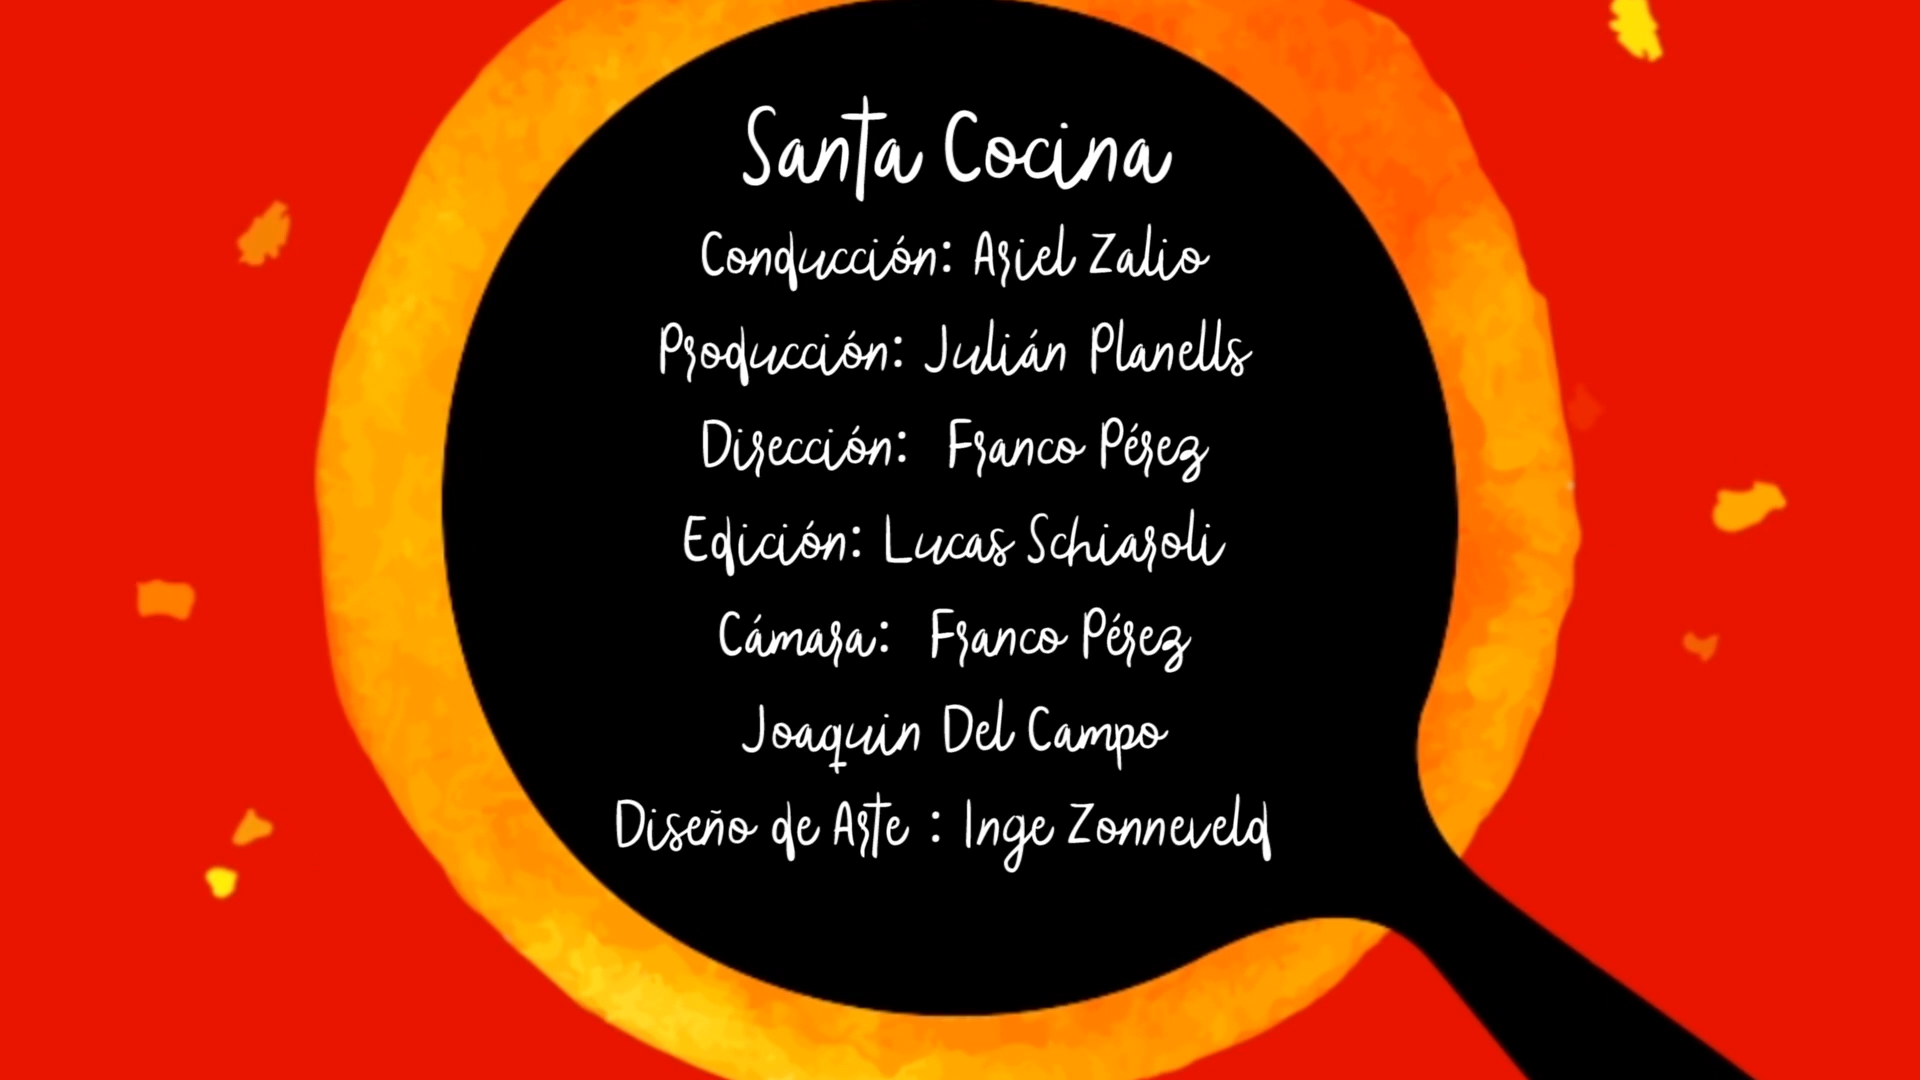 Santa Cocina
Conducción: Ariel Zalio
Producción: Julián Planells
Dirección: Franco Pérez
Edición: Lucas Schiaroli
Cámara: Franco Pérez
Joaquin Del Campo
Diseño de Arte : Inge Zonneveld